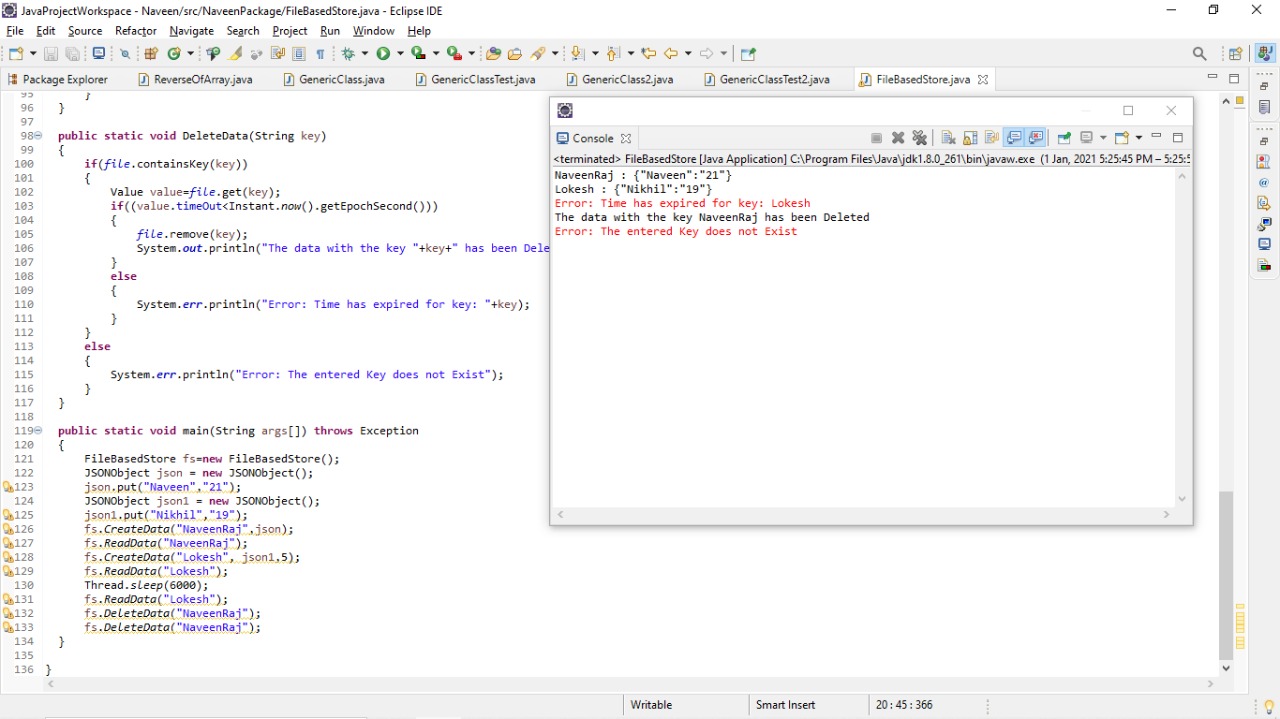 JavaProjectWorkspace - Naveen/src/NaveenPackage/FileBasedStore.java - Eclipse IDE
File Edit Source Refactor Navigate Search Project Run Window Help
Package Explorer ReverseOfArray.java GenericClass.java GenericClassTest.java GenericClass2.java GenericClassTest2.java FileBasedStore.java
95 }
96 }
97
98 public static void DeleteData(String key)
99 {
100 if(file.containsKey(key))
101 {
102 Value value=file.get(key);
103 if((value.timeOut<Instant.now().getEpochSecond()))
104 {
105 file.remove(key);
106 System.out.println("The data with the key "+key+" has been Dele
107 }
108 else
109 {
110 System.err.println("Error: Time has expired for key: "+key);
111 }
112 }
113 else
114 {
115 System.err.println("Error: The entered Key does not Exist");
116 }
117 }
118
119 public static void main(String args[]) throws Exception
120 {
121 FileBasedStore fs=new FileBasedStore();
122 JSONObject json = new JSONObject();
123 json.put("Naveen","21");
124 JSONObject json1 = new JSONObject();
125 json1.put("Nikhil","19");
126 fs.CreateData("NaveenRaj",json);
127 fs.ReadData("NaveenRaj");
128 fs.CreateData("Lokesh", json1,5);
129 fs.ReadData("Lokesh");
130 Thread.sleep(6000);
131 fs.ReadData("Lokesh");
132 fs.DeleteData("NaveenRaj");
133 fs.DeleteData("NaveenRaj");
134 }
135
136 }
Console
<terminated> FileBasedStore [Java Application] C:\Program Files\Java\jdk1.8.0_261\bin\javaw.exe (1 Jan, 2021 5:25:45 PM – 5:25:5
NaveenRaj : {"Naveen":"21"}
Lokesh : {"Nikhil":"19"}
Error: Time has expired for key: Lokesh
The data with the key NaveenRaj has been Deleted
Error: The entered Key does not Exist
Writable Smart Insert 20 : 45 : 366